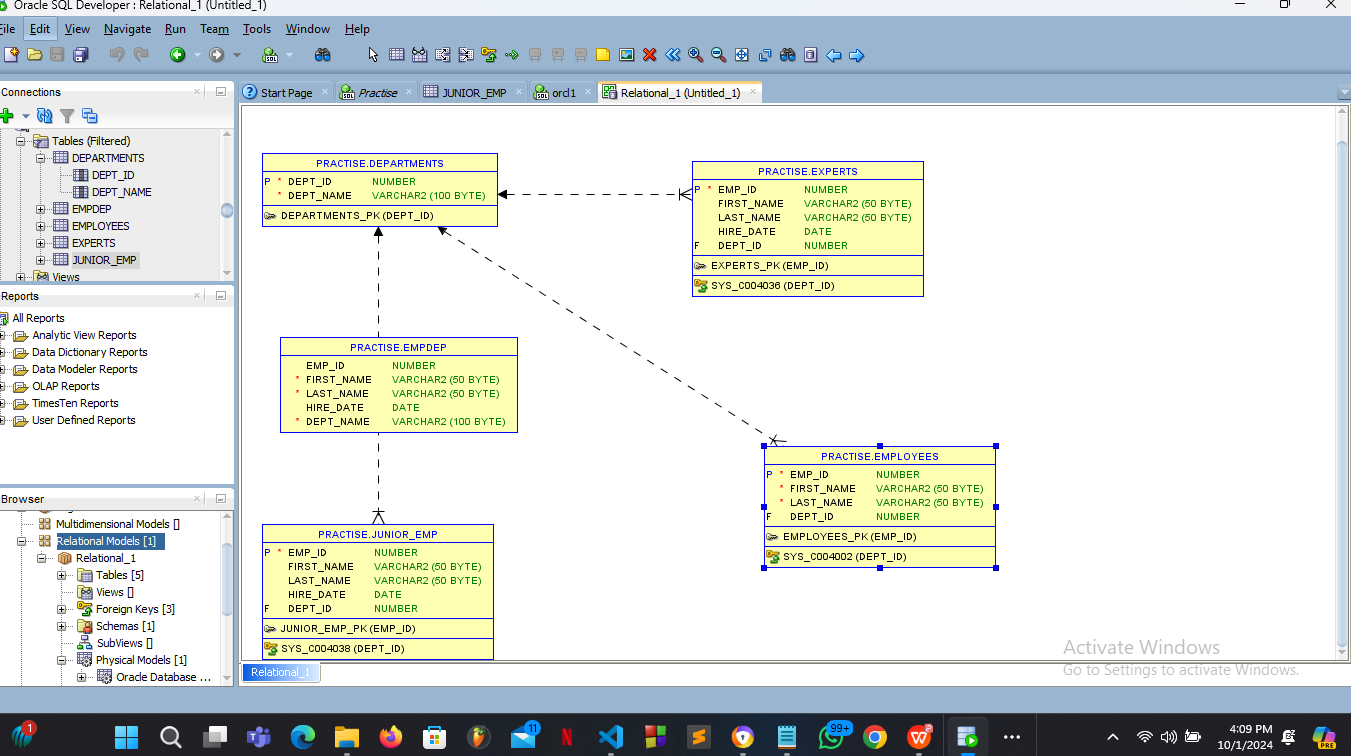 Oracle SQL Developer : Relational_1 (Untitled_1)
File Edit View Navigate Run Team Tools Window Help
Connections
Tables (Filtered)
DEPARTMENTS
DEPT_ID
DEPT_NAME
EMPDEP
EMPLOYEES
EXPERTS
JUNIOR_EMP
Views
Reports
All Reports
Analytic View Reports
Data Dictionary Reports
Data Modeler Reports
OLAP Reports
TimesTen Reports
User Defined Reports
Browser
Multidimensional Models []
Relational Models [1]
Relational_1
Tables [5]
Views []
Foreign Keys [3]
Schemas [1]
SubViews []
Physical Models [1]
Oracle Database ...
Start Page Practise JUNIOR_EMP ord1 Relational_1 (Untitled_1)
PRACTISE.DEPARTMENTS
P * DEPT_ID NUMBER
* DEPT_NAME VARCHAR2 (100 BYTE)
DEPARTMENTS_PK (DEPT_ID)
PRACTISE.EXPERTS
P * EMP_ID NUMBER
FIRST_NAME VARCHAR2 (50 BYTE)
LAST_NAME VARCHAR2 (50 BYTE)
HIRE_DATE DATE
F DEPT_ID NUMBER
EXPERTS_PK (EMP_ID)
SYS_C004036 (DEPT_ID)
PRACTISE.EMPDEP
EMP_ID NUMBER
* FIRST_NAME VARCHAR2 (50 BYTE)
* LAST_NAME VARCHAR2 (50 BYTE)
HIRE_DATE DATE
* DEPT_NAME VARCHAR2 (100 BYTE)
PRACTISE.EMPLOYEES
P * EMP_ID NUMBER
* FIRST_NAME VARCHAR2 (50 BYTE)
* LAST_NAME VARCHAR2 (50 BYTE)
F DEPT_ID NUMBER
EMPLOYEES_PK (EMP_ID)
SYS_C004002 (DEPT_ID)
PRACTISE.JUNIOR_EMP
P * EMP_ID NUMBER
FIRST_NAME VARCHAR2 (50 BYTE)
LAST_NAME VARCHAR2 (50 BYTE)
HIRE_DATE DATE
F DEPT_ID NUMBER
JUNIOR_EMP_PK (EMP_ID)
SYS_C004038 (DEPT_ID)
Relational_1
Activate Windows
Go to Settings to activate Windows.
1
11
99+
4:09 PM
10/1/2024
PRE